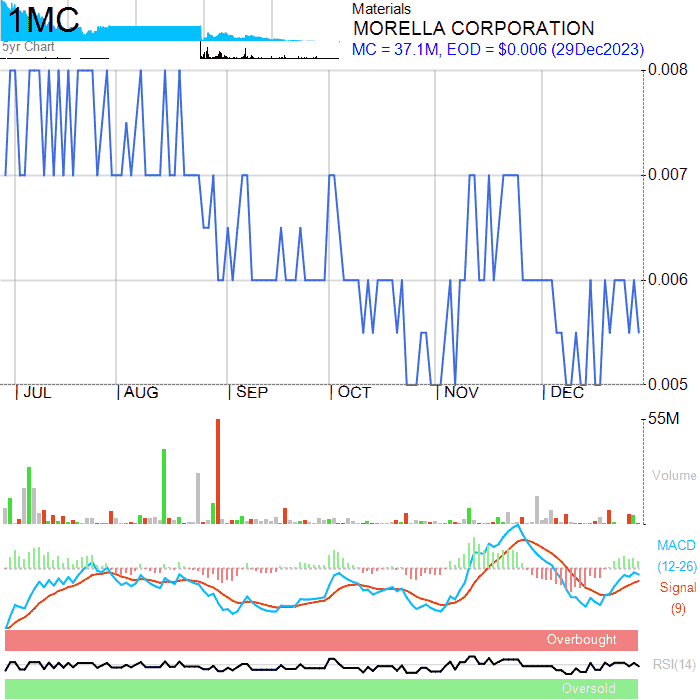 1MC
5yr Chart
Materials
MORELLA CORPORATION
MC = 37.1M, EOD = $0.006 (29Dec2023)
0.008
0.007
0.006
0.005
JUL
AUG
SEP
OCT
NOV
DEC
55M
Volume
MACD
(12-26)
Signal
(9)
Overbought
RSI(14)
Oversold